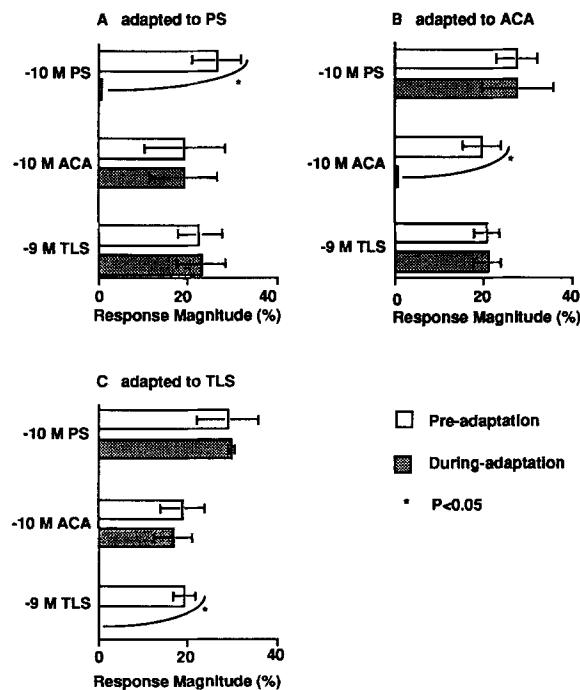 A adapted to PS
-10 M PS
*
-10 M ACA
-9 M TLS
0 20 40
Response Magnitude (%)
B adapted to ACA
-10 M PS
-10 M ACA
*
-9 M TLS
0 20 40
Response Magnitude (%)
C adapted to TLS
-10 M PS
-10 M ACA
-9 M TLS
*
0 20 40
Response Magnitude (%)
Pre-adaptation
During-adaptation
* P<0.05